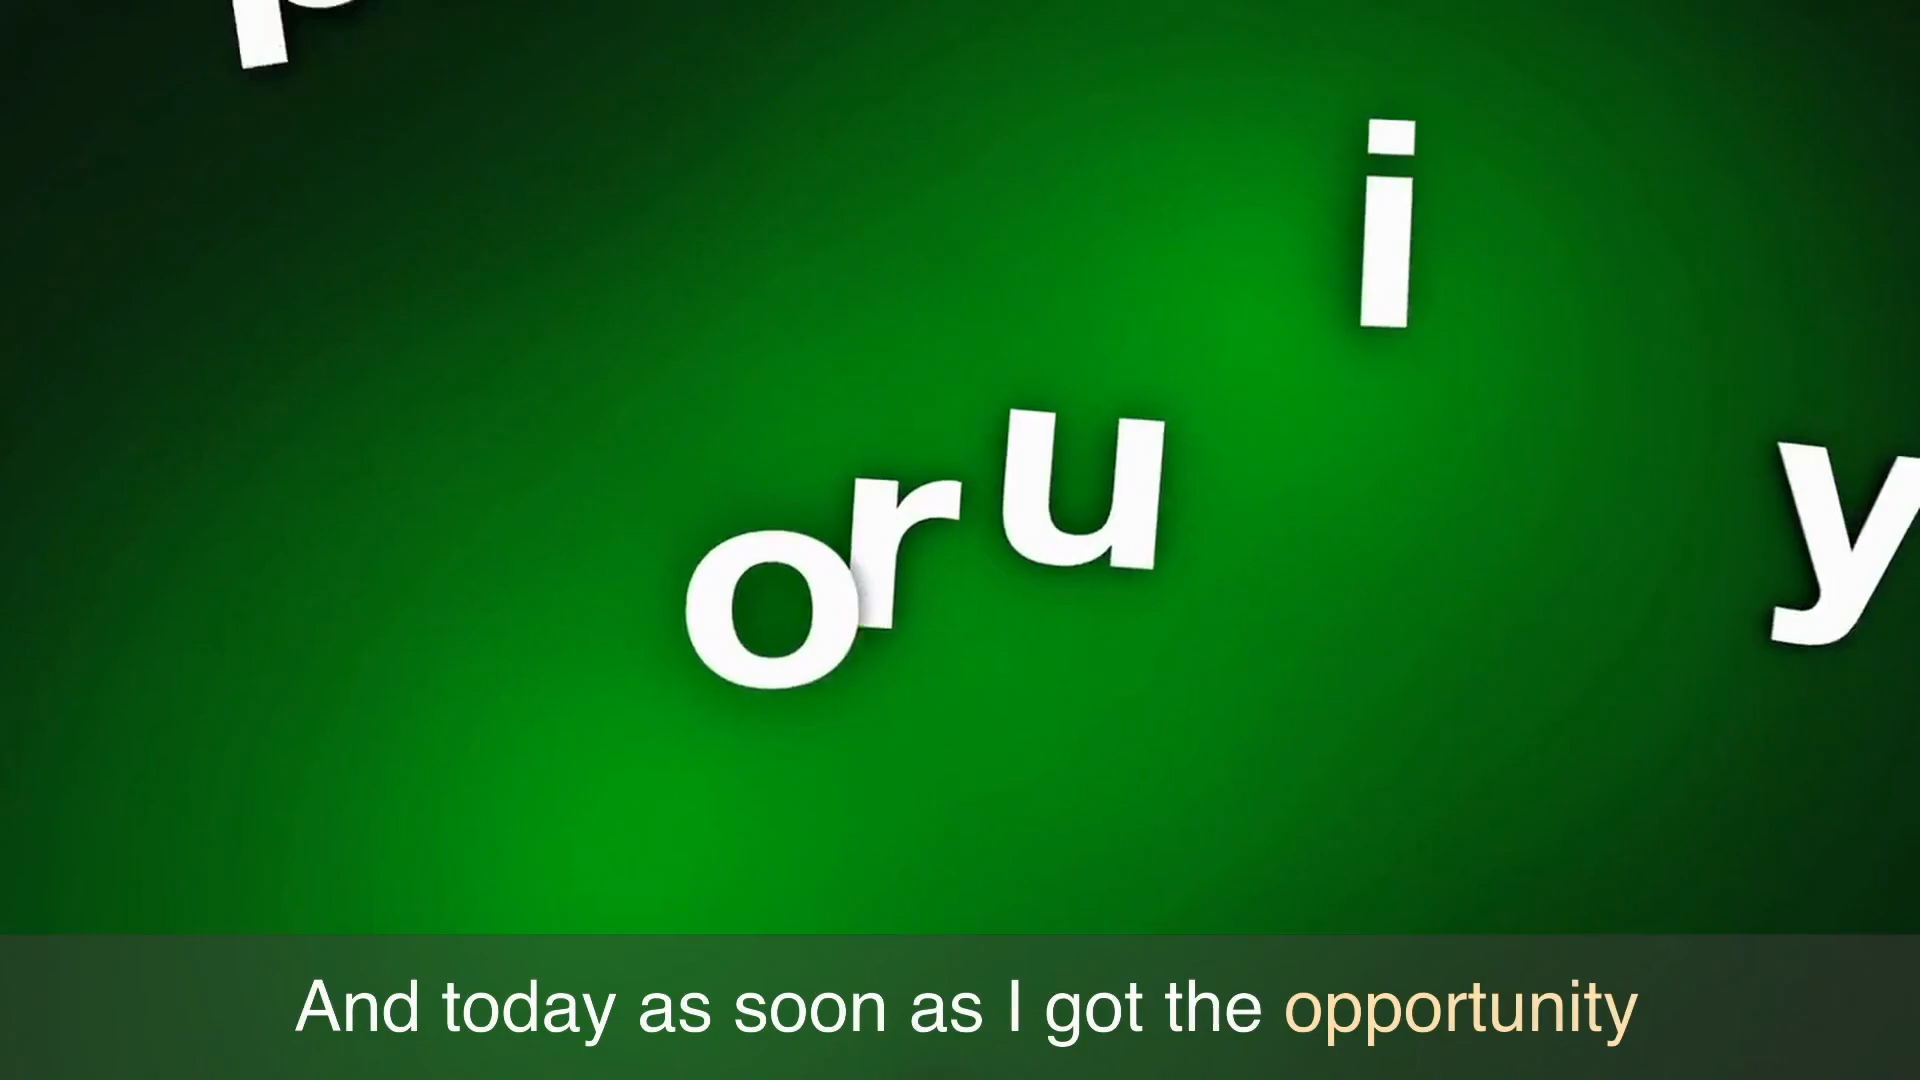 p
i
u
r
o
y
And today as soon as I got the opportunity